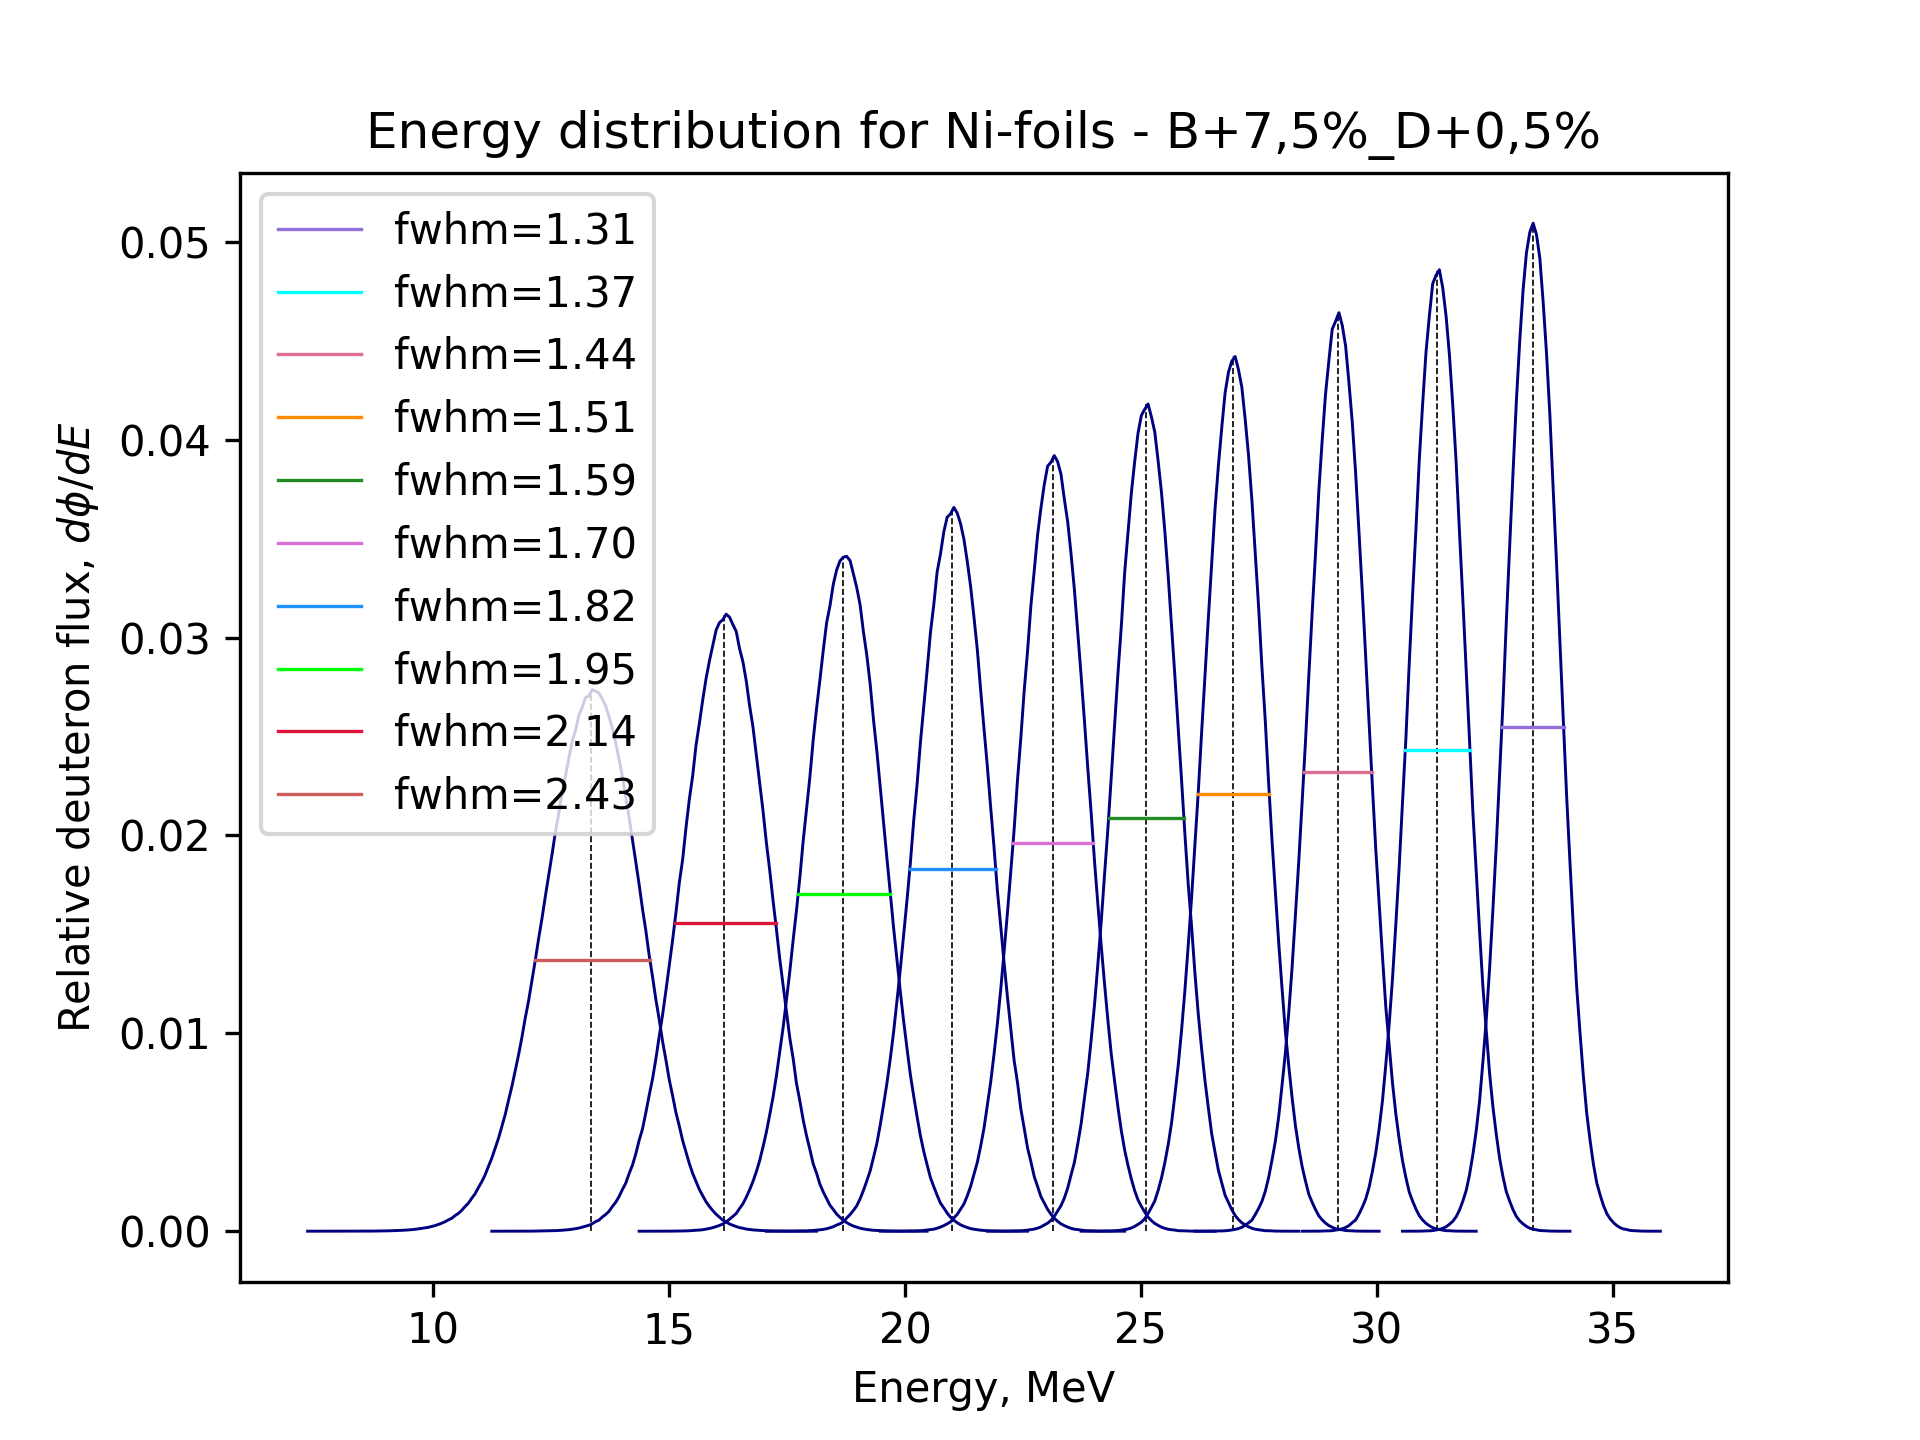 Energy distribution for Ni-foils - B+7,5%_D+0,5%
fwhm=1.31
fwhm=1.37
fwhm=1.44
fwhm=1.51
fwhm=1.59
fwhm=1.70
fwhm=1.82
fwhm=1.95
fwhm=2.14
fwhm=2.43
0.05
0.04
0.03
0.02
0.01
0.00
Relative deuteron flux, dϕ/dE
10 15 20 25 30 35
Energy, MeV